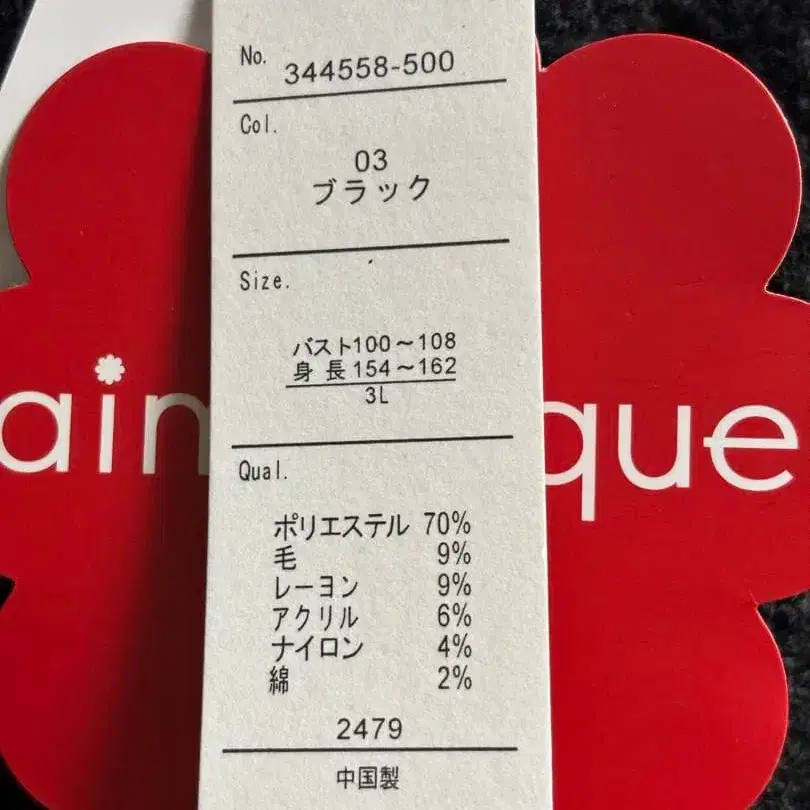 No. 344558-500
Col.
03
ブラック
Size.
バスト100～108
身長154～162
3L
ain
que
Qual.
ポリエステル 70%
毛 9%
レーヨン 9%
アクリル 6%
ナイロン 4%
綿 2%
2479
中国製